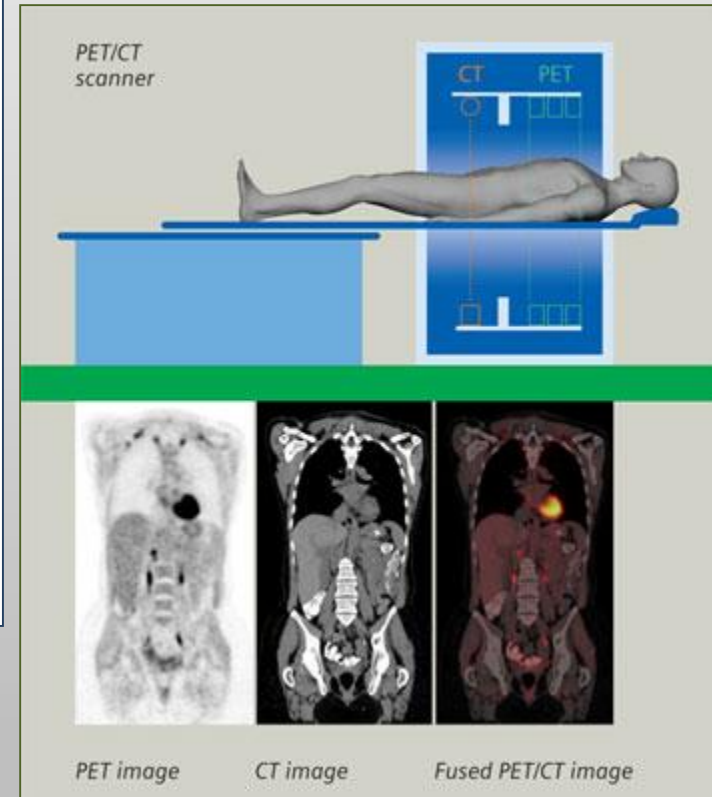 PET/CT
scanner
CT
PET
PET image
CT image
Fused PET/CT image